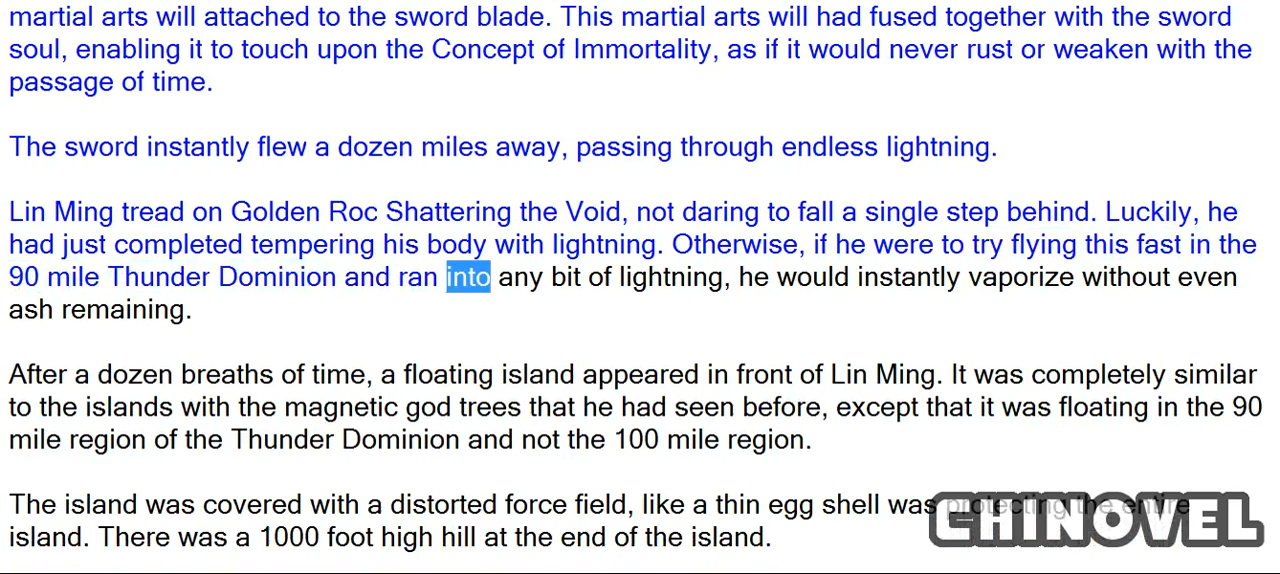 martial arts will attached to the sword blade. This martial arts will had fused together with the sword
soul, enabling it to touch upon the Concept of Immortality, as if it would never rust or weaken with the
passage of time.
The sword instantly flew a dozen miles away, passing through endless lightning.
Lin Ming tread on Golden Roc Shattering the Void, not daring to fall a single step behind. Luckily, he
had just completed tempering his body with lightning. Otherwise, if he were to try flying this fast in the
90 mile Thunder Dominion and ran into any bit of lightning, he would instantly vaporize without even
ash remaining.
After a dozen breaths of time, a floating island appeared in front of Lin Ming. It was completely similar
to the islands with the magnetic god trees that he had seen before, except that it was floating in the 90
mile region of the Thunder Dominion and not the 100 mile region.
The island was covered with a distorted force field, like a thin egg shell was protecting the entire
island. There was a 1000 foot high hill at the end of the island.
CHINOVEL